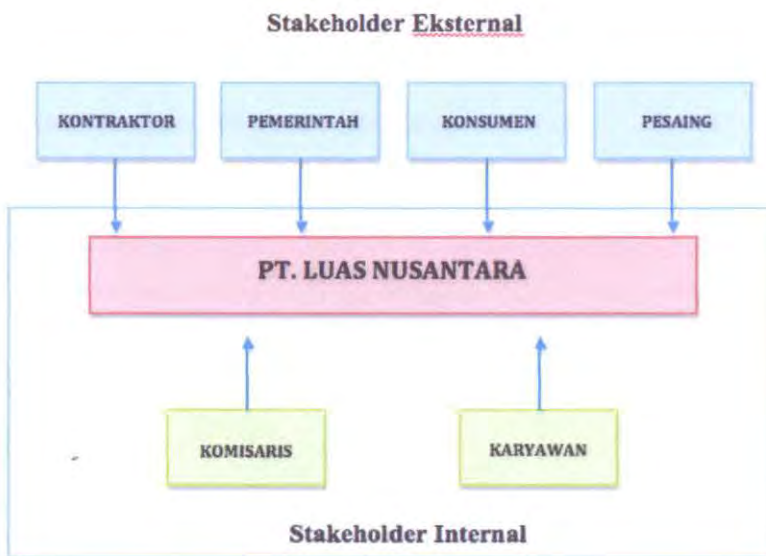 Stakeholder Eksternal
KONTRAKTOR
PEMERINTAH
KONSUMEN
PESAING
PT. LUAS NUSANTARA
KOMISARIS
KARYAWAN
Stakeholder Internal